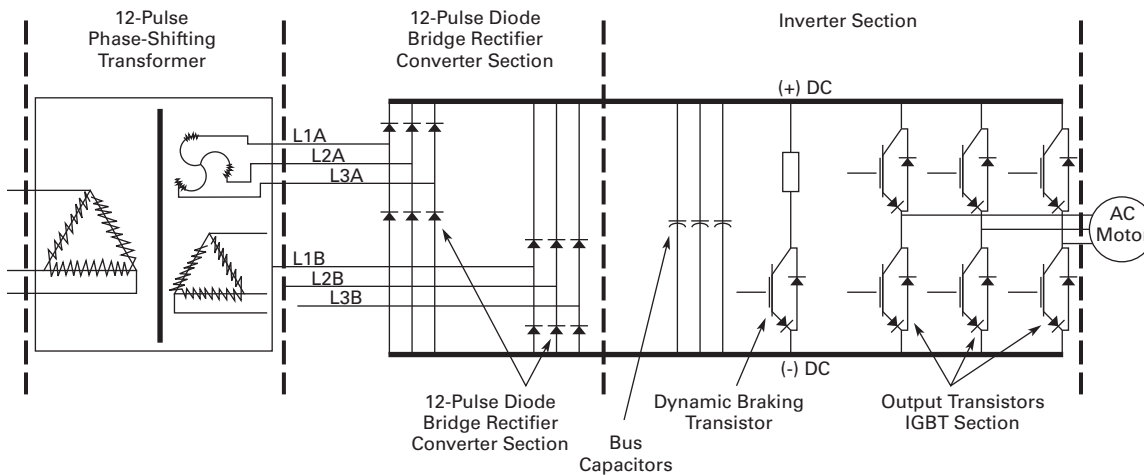 12-Pulse
Phase-Shifting
Transformer
12-Pulse Diode
Bridge Rectifier
Converter Section
Inverter Section
(+) DC
L1A
L2A
L3A
L1B
L2B
L3B
AC
Motor
(-) DC
12-Pulse Diode
Bridge Rectifier
Converter Section
Bus
Capacitors
Dynamic Braking
Transistor
Output Transistors
IGBT Section